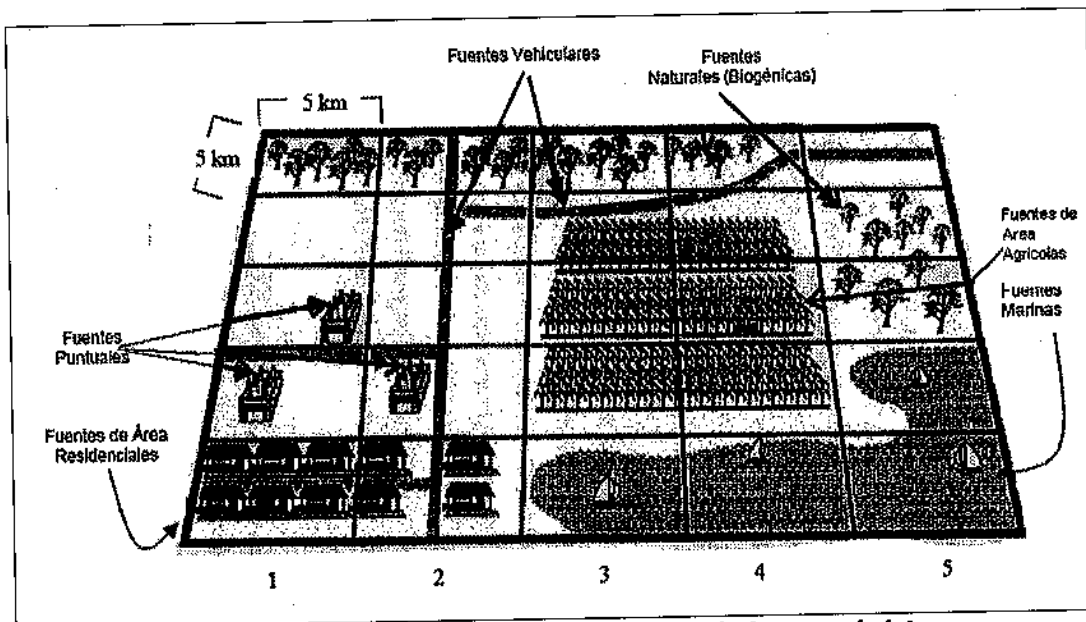 Fuentes Vehiculares
Fuentes
Naturales (Biogénicas)
5 km
5 km
Fuentes de
Area
Agrícolas
Fuentes
Marinas
Fuentes
Puntuales
Fuentes de Área
Residenciales
1
2
3
4
5